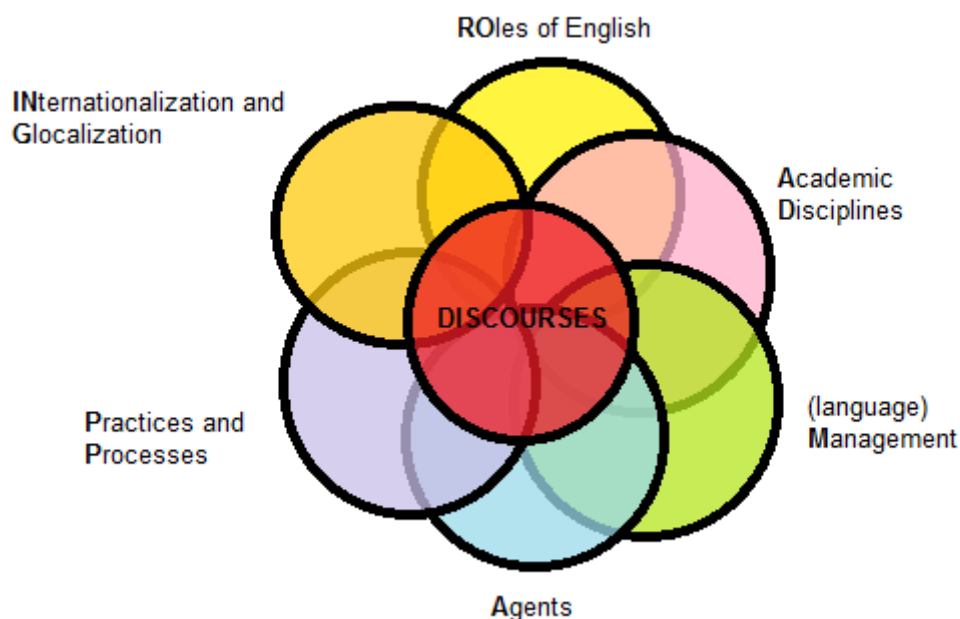 ROles of English
INternationalization and
Glocalization
Academic
Disciplines
DISCOURSES
(language)
Management
Practices and
Processes
Agents